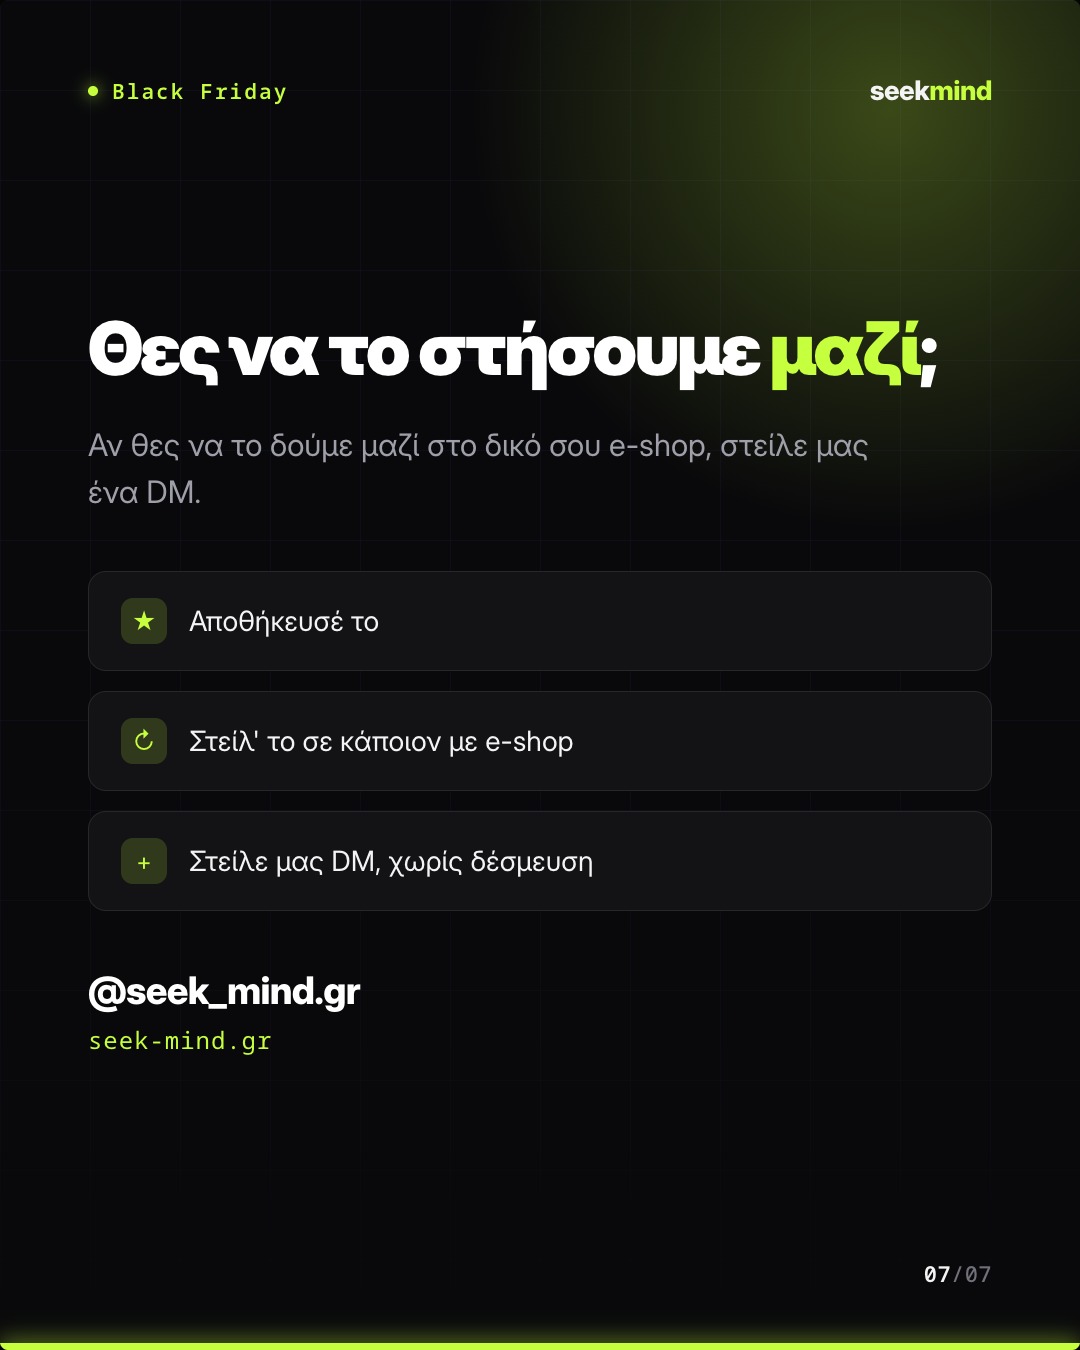 Black Friday
seekmind
Θες να το στήσουμε μαζί;
Αν θες να το δούμε μαζί στο δικό σου e-shop, στείλε μας
ένα DM.
★ Αποθήκευσέ το
↻ Στείλ' το σε κάποιον με e-shop
+ Στείλε μας DM, χωρίς δέσμευση
@seek_mind.gr
seek-mind.gr
07/07